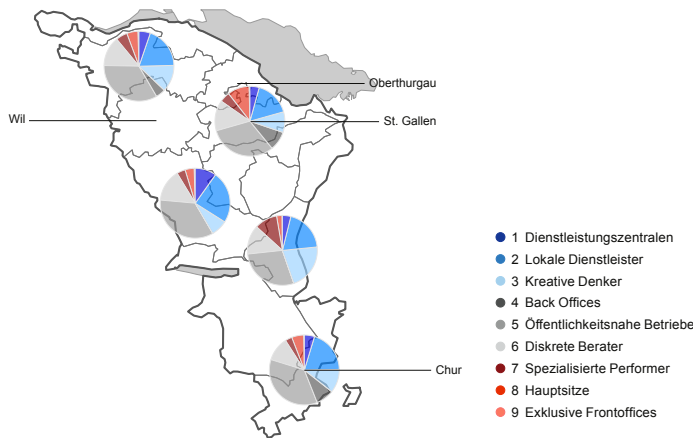 Oberthurgau
Wil
St. Gallen
Chur
1 Dienstleistungszentralen
2 Lokale Dienstleister
3 Kreative Denker
4 Back Offices
5 Öffentlichkeitsnahe Betriebe
6 Diskrete Berater
7 Spezialisierte Performer
8 Hauptsitze
9 Exklusive Frontoffices